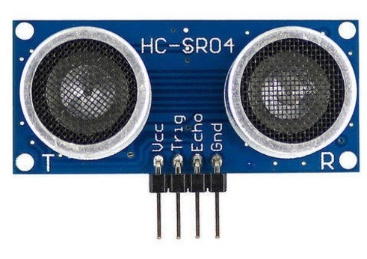 HC-SR04
Vcc
Trig
Echo
Gnd
T
R